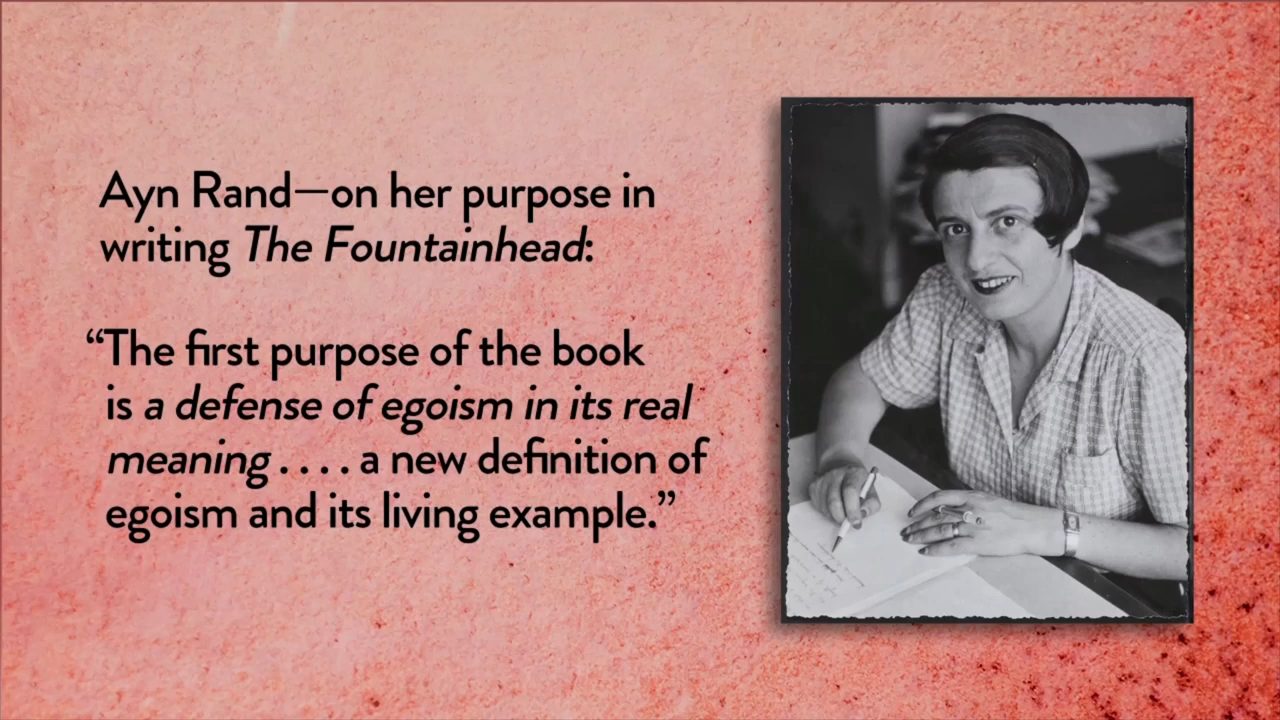 Ayn Rand—on her purpose in
writing The Fountainhead:
“The first purpose of the book
is a defense of egoism in its real
meaning . . . . a new definition of
egoism and its living example.”